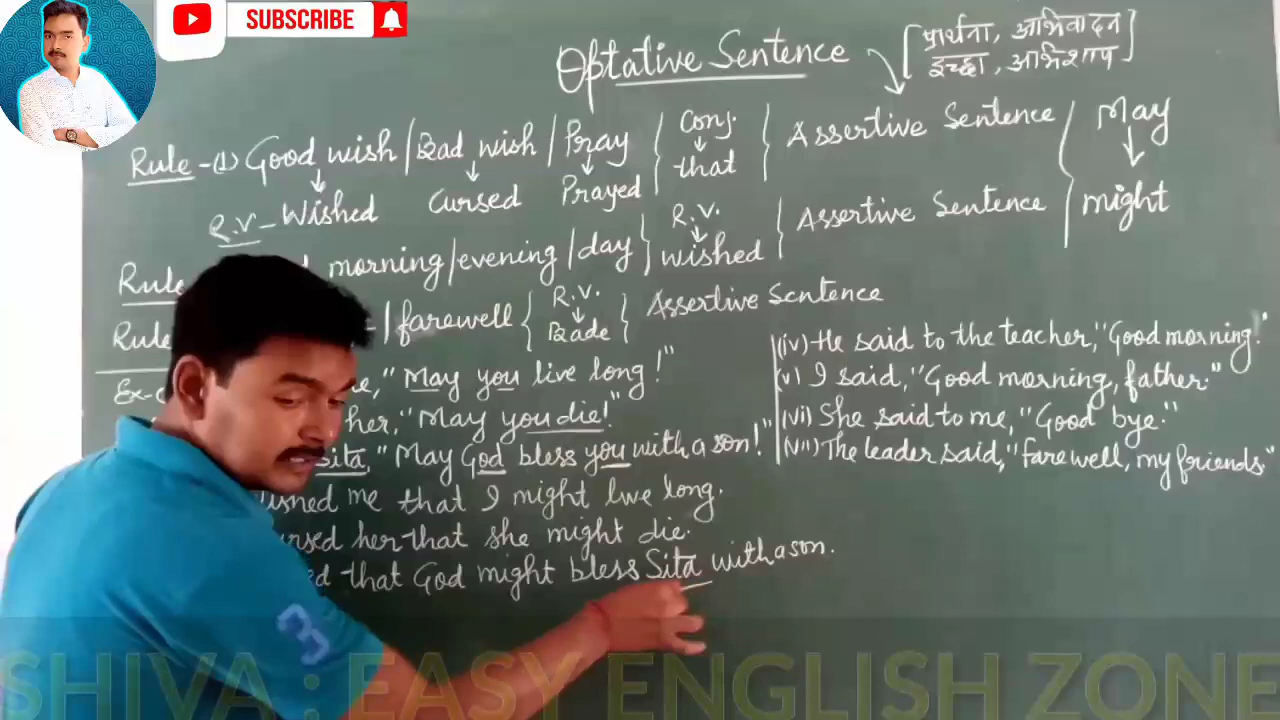 SUBSCRIBE
Optative Sentence
[प्रार्थना, अभिवादन
इच्छा, अभिशाप]
Rule-(1) Good wish/Bad wish/Pray } Conj. that } Assertive Sentence } May
R.V- Wished Cursed Prayed might
Rule morning/evening/day } R.V. wished } Assertive Sentence
Rule /farewell { R.V. Bade } Assertive Sentence
Ex- "May you live long!"
her, "May you die!"
Sita, "May God bless you with a son!"
me that I might live long.
her that she might die.
that God might bless Sita with a son.
(iv) He said to the teacher, "Good morning!"
(v) I said, "Good morning, father."
(vi) She said to me, "Good bye."
(vii) The leader said, "farewell, my friends."
3
SHIVA : EASY ENGLISH ZONE